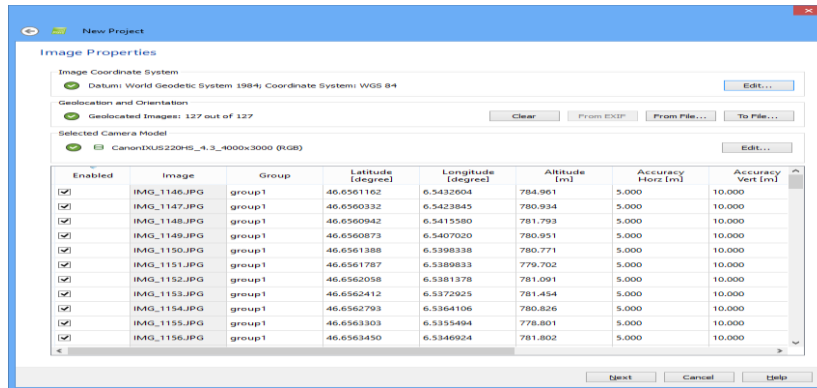 New Project
Image Properties
Image Coordinate System
Datum: World Geodetic System 1984; Coordinate System: WGS 84 Edit...
Geolocation and Orientation
Geolocated Images: 127 out of 127 Clear From EXIF From File... To File...
Selected Camera Model
CanonIXUS220HS_4.3_4000x3000 (RGB) Edit...
Enabled Image Group Latitude [degree] Longitude [degree] Altitude [m] Accuracy Horz [m] Accuracy Vert [m]
IMG_1146.JPG group1 46.6561162 6.5432604 784.961 5.000 10.000
IMG_1147.JPG group1 46.6560332 6.5423845 780.934 5.000 10.000
IMG_1148.JPG group1 46.6560942 6.5415580 781.793 5.000 10.000
IMG_1149.JPG group1 46.6560873 6.5407020 780.951 5.000 10.000
IMG_1150.JPG group1 46.6561388 6.5398338 780.771 5.000 10.000
IMG_1151.JPG group1 46.6561787 6.5389833 779.702 5.000 10.000
IMG_1152.JPG group1 46.6562058 6.5381378 781.091 5.000 10.000
IMG_1153.JPG group1 46.6562412 6.5372925 781.454 5.000 10.000
IMG_1154.JPG group1 46.6562793 6.5364106 780.826 5.000 10.000
IMG_1155.JPG group1 46.6563303 6.5355494 778.801 5.000 10.000
IMG_1156.JPG group1 46.6563450 6.5346924 781.802 5.000 10.000
Next Cancel Help